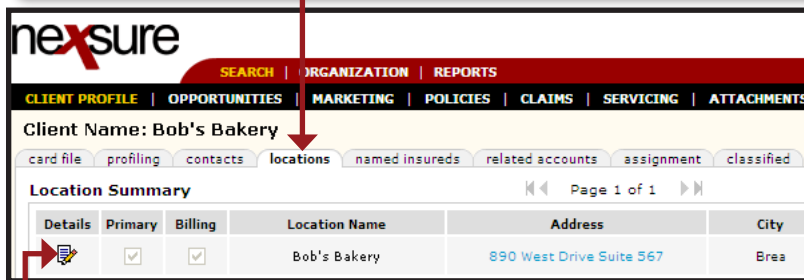 nexsure
SEARCH | ORGANIZATION | REPORTS
CLIENT PROFILE | OPPORTUNITIES | MARKETING | POLICIES | CLAIMS | SERVICING | ATTACHMENTS
Client Name: Bob's Bakery
card file profiling contacts locations named insureds related accounts assignment classified
Location Summary Page 1 of 1
Details Primary Billing Location Name Address City
Bob's Bakery 890 West Drive Suite 567 Brea